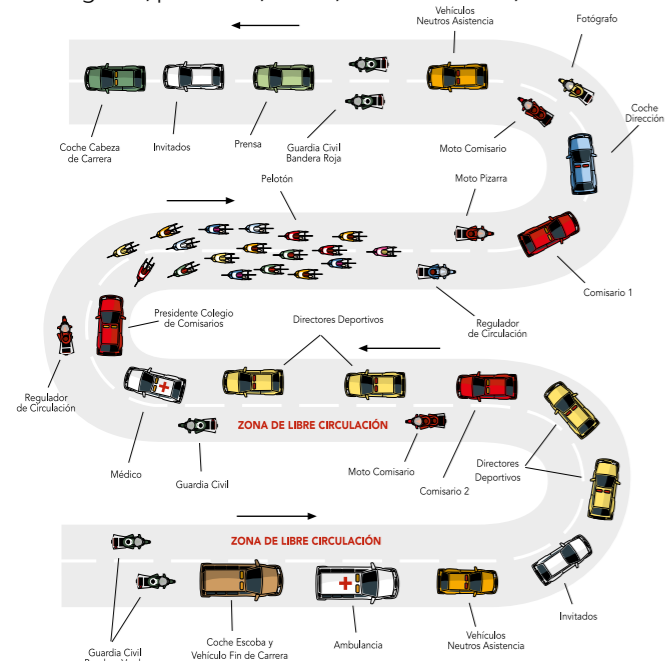 Vehículos
Neutros Asistencia
Fotógrafo
Coche
Dirección
Coche Cabeza
de Carrera
Invitados
Prensa
Guardia Civil
Bandera Roja
Moto Comisario
Pelotón
Moto Pizarra
Comisario 1
Presidente Colegio
de Comisarios
Directores Deportivos
Regulador
de Circulación
Regulador
de Circulación
ZONA DE LIBRE CIRCULACIÓN
Médico
Guardia Civil
Moto Comisario
Comisario 2
Directores
Deportivos
ZONA DE LIBRE CIRCULACIÓN
Invitados
Guardia Civil
Coche Escoba y
Vehículo Fin de Carrera
Ambulancia
Vehículos
Neutros Asistencia